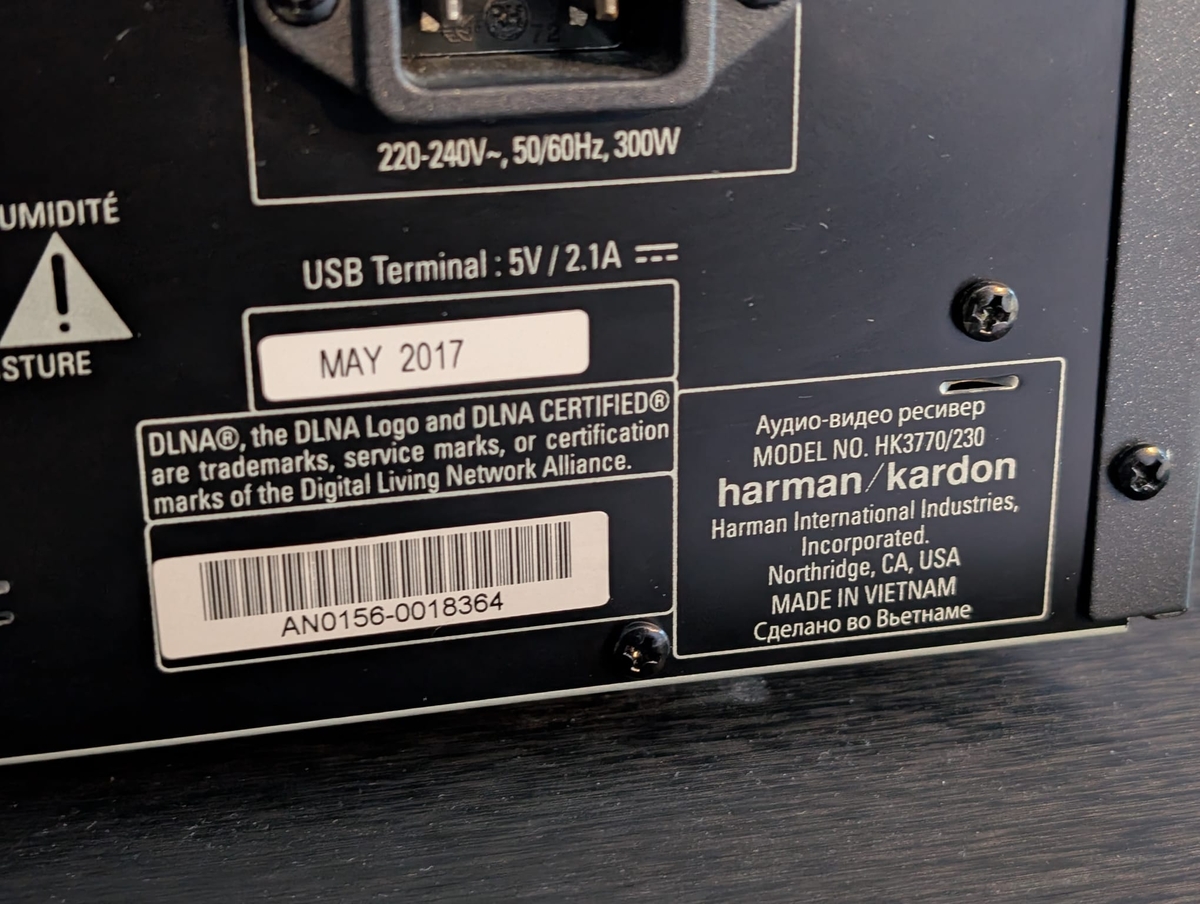 72
220-240V~, 50/60Hz, 300W
UMIDITÉ
STURE
USB Terminal : 5V / 2.1A
MAY 2017
DLNA®, the DLNA Logo and DLNA CERTIFIED®
are trademarks, service marks, or certification
marks of the Digital Living Network Alliance.
AN0156-0018364
Аудио-видео ресивер
MODEL NO. HK3770/230
harman/kardon
Harman International Industries,
Incorporated.
Northridge, CA, USA
MADE IN VIETNAM
Сделано во Вьетнаме